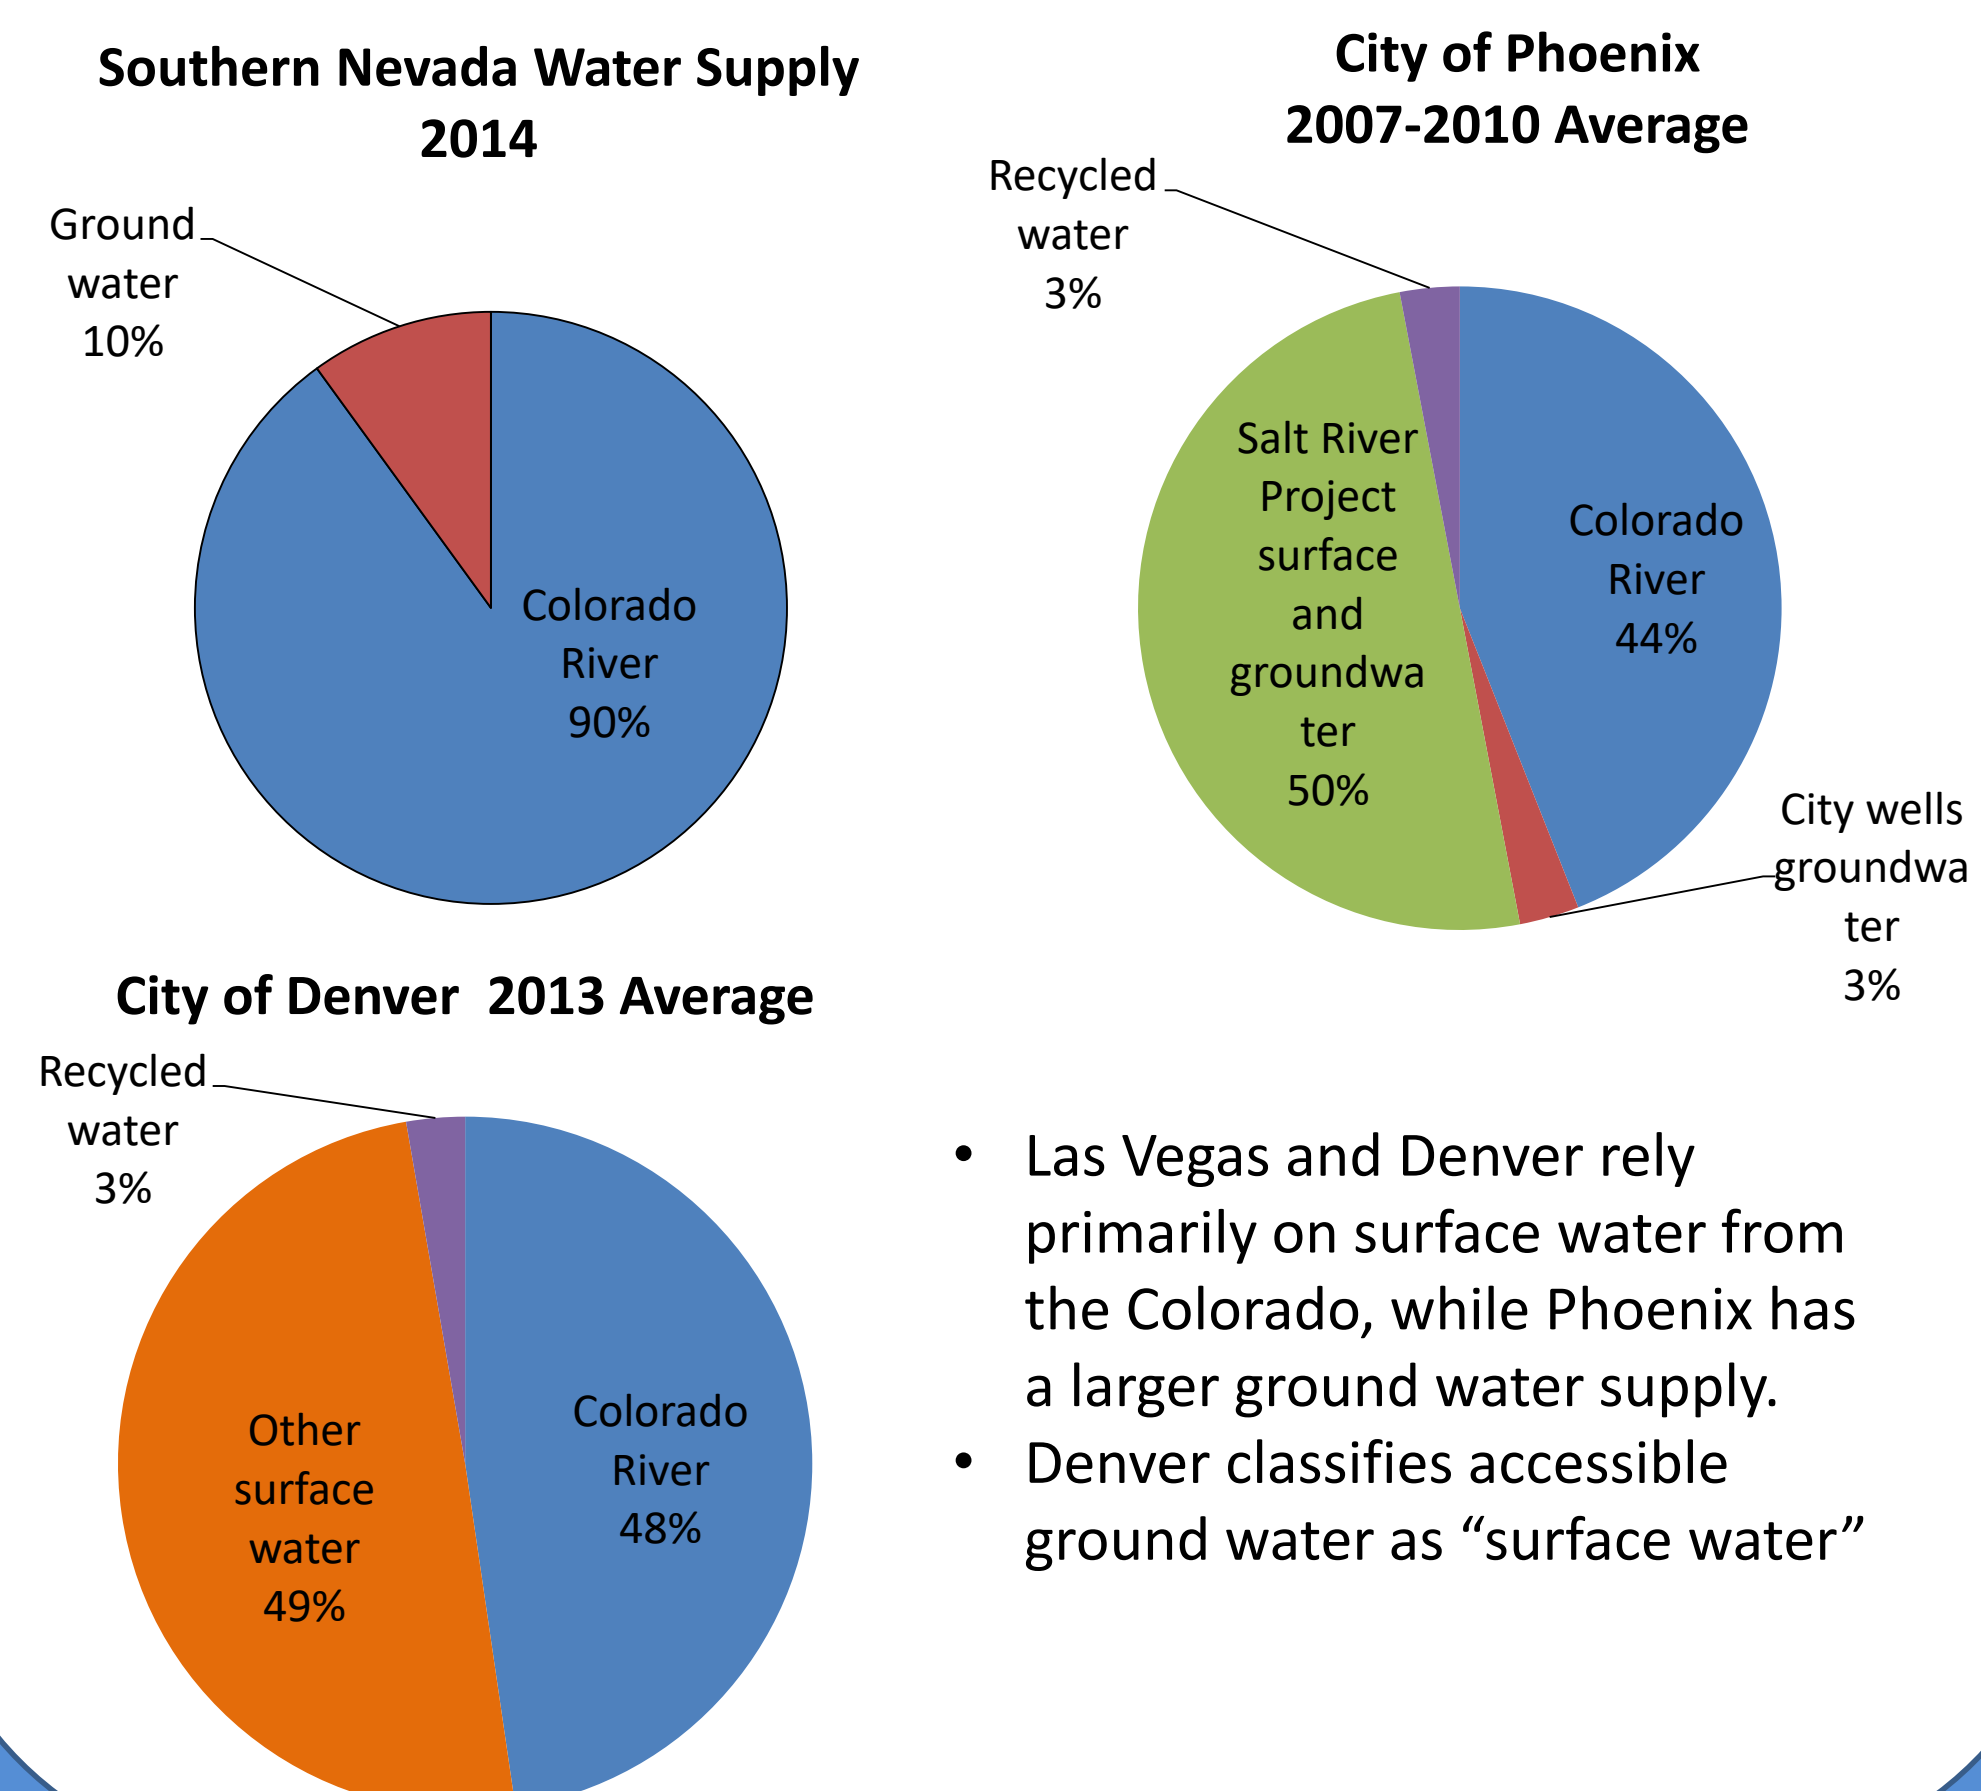 Southern Nevada Water Supply
2014
Ground
water
10%
Colorado
River
90%
City of Phoenix
2007-2010 Average
Recycled
water
3%
Salt River
Project
surface
and
groundwa
ter
50%
Colorado
River
44%
City wells
groundwa
ter
3%
City of Denver  2013 Average
Recycled
water
3%
Other
surface
water
49%
Colorado
River
48%
• Las Vegas and Denver rely
primarily on surface water from
the Colorado, while Phoenix has
a larger ground water supply.
• Denver classifies accessible
ground water as “surface water”